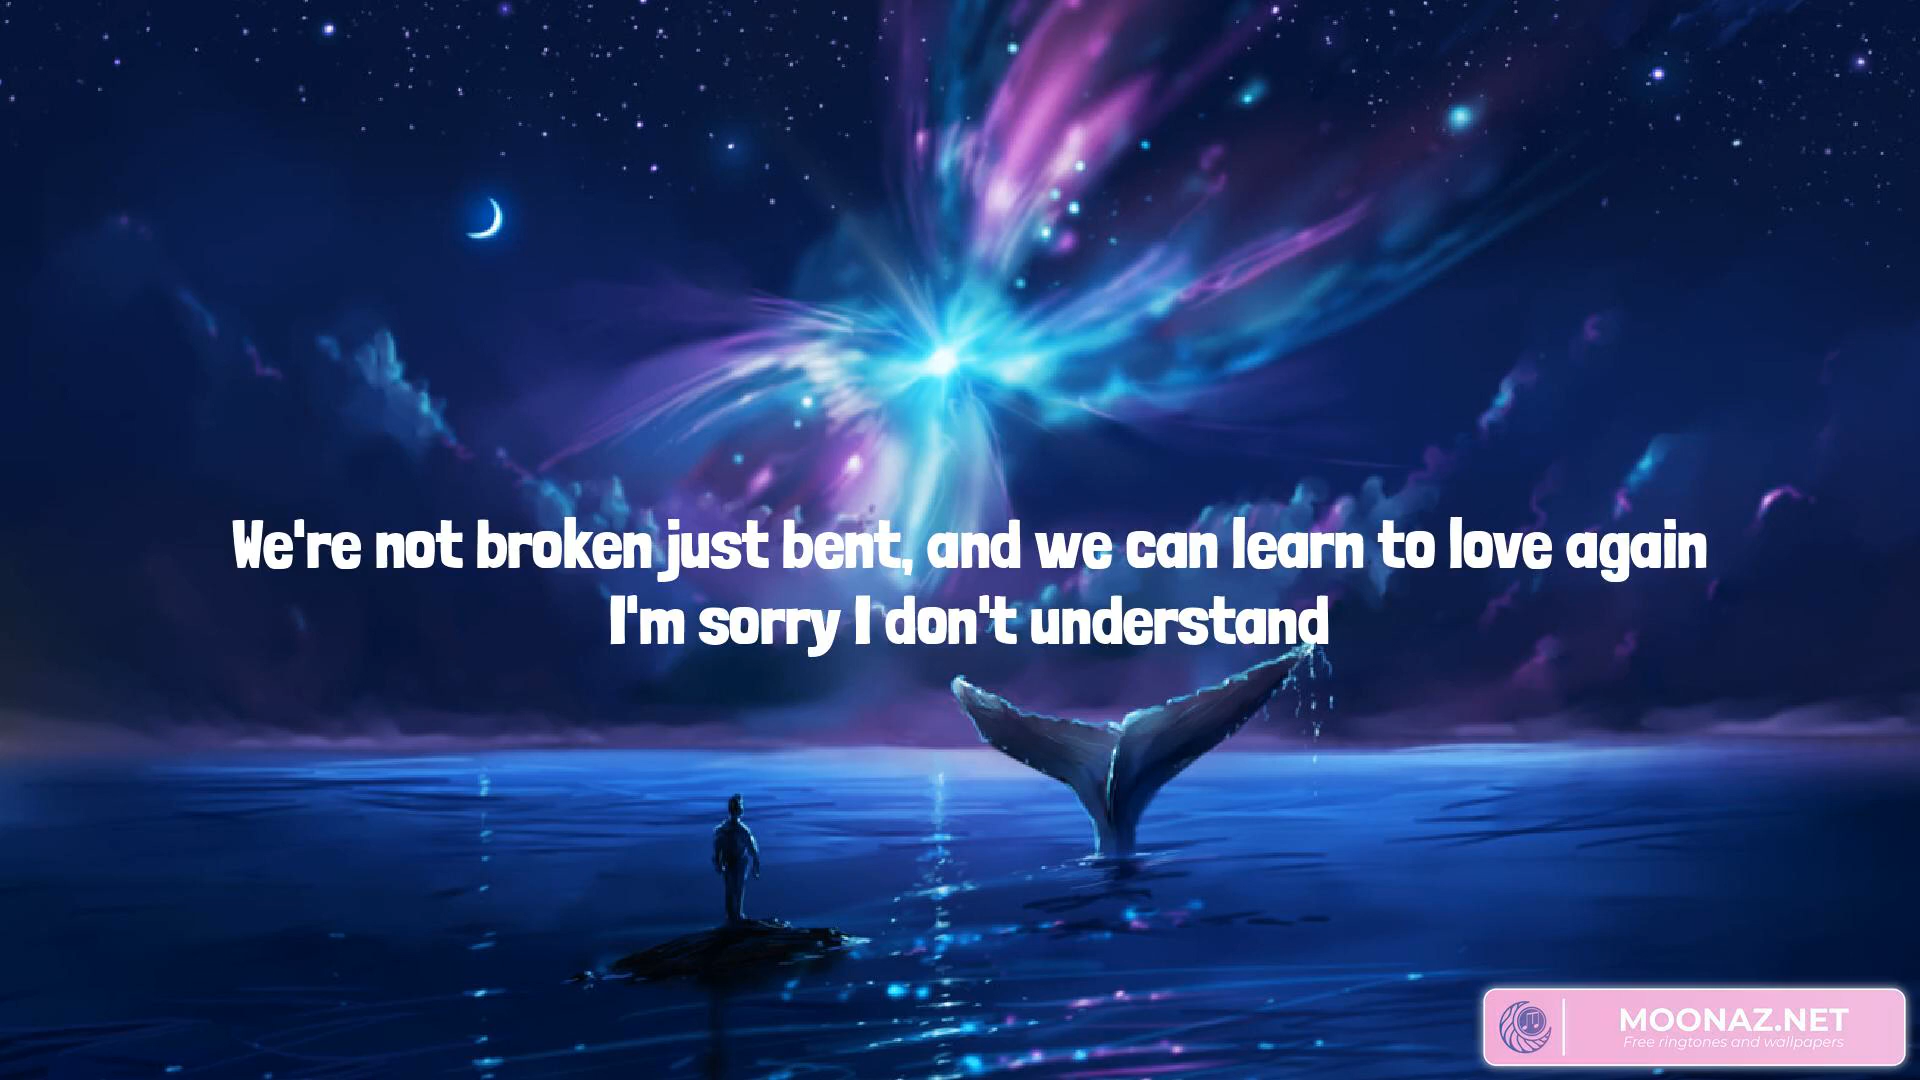 We're not broken just bent, and we can learn to love again
I'm sorry I don't understand
MOONAZ.NET
Free ringtones and wallpapers